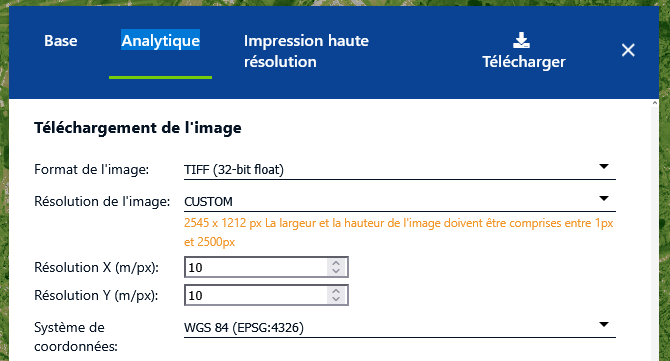 Base
Analytique
Impression haute
résolution
Télécharger
Téléchargement de l'image
Format de l'image: TIFF (32-bit float)
Résolution de l'image: CUSTOM
2545 x 1212 px La largeur et la hauteur de l'image doivent être comprises entre 1px
et 2500px
Résolution X (m/px): 10
Résolution Y (m/px): 10
Système de
coordonnées: WGS 84 (EPSG:4326)